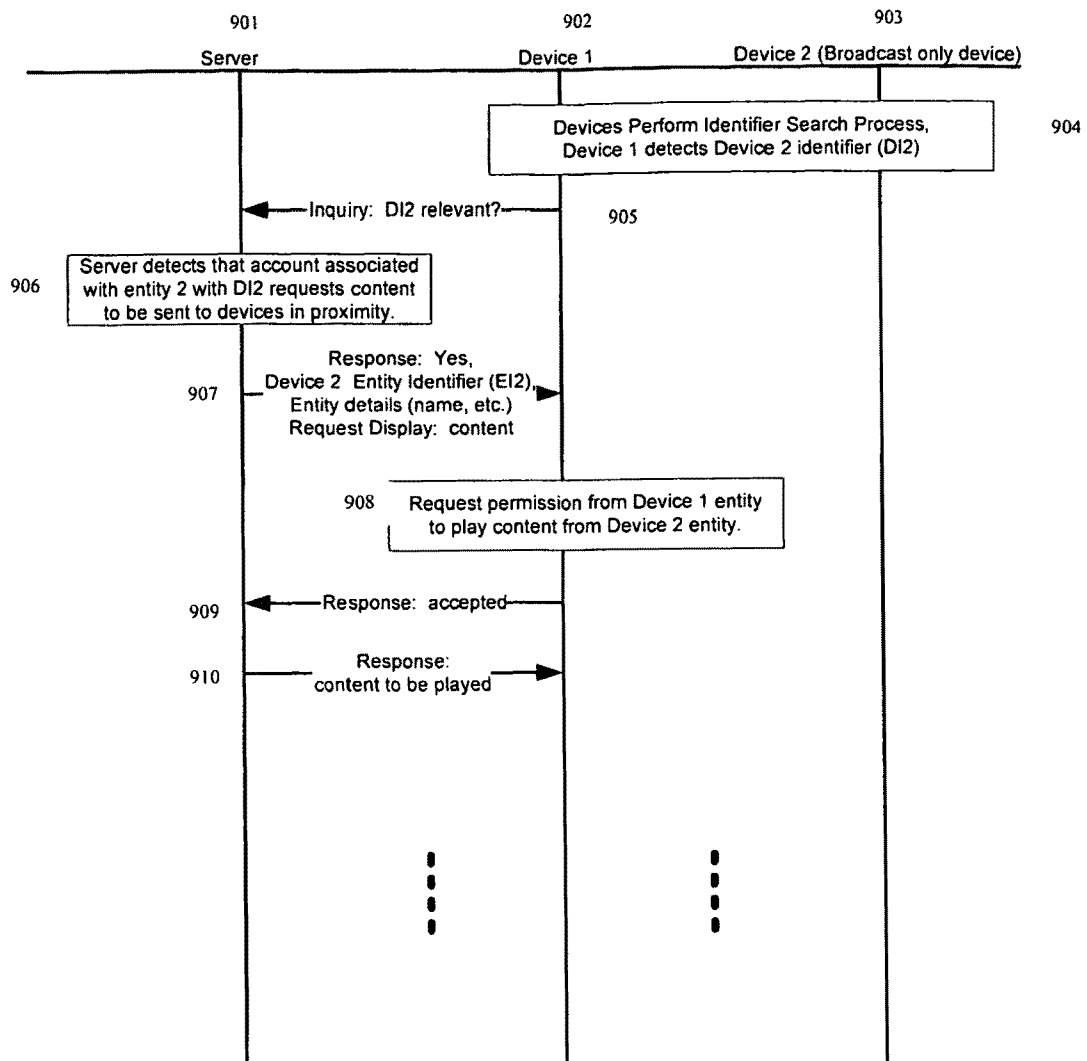 901
902
903
Server
Device 1
Device 2 (Broadcast only device)
Devices Perform Identifier Search Process,
Device 1 detects Device 2 identifier (DI2)
904
Inquiry: DI2 relevant?
905
906
Server detects that account associated
with entity 2 with DI2 requests content
to be sent to devices in proximity.
907
Response: Yes,
Device 2 Entity Identifier (EI2),
Entity details (name, etc.)
Request Display: content
908
Request permission from Device 1 entity
to play content from Device 2 entity.
909
Response: accepted
910
Response:
content to be played